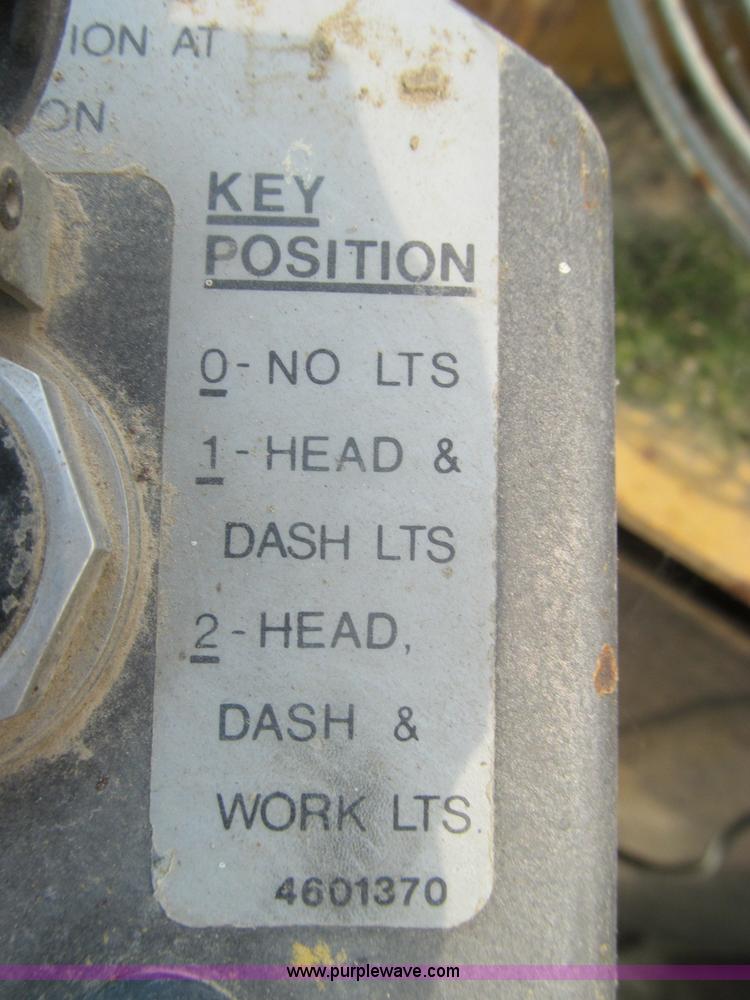 ION AT
ON
KEY
POSITION
0-NO LTS
1-HEAD &
DASH LTS
2-HEAD,
DASH &
WORK LTS.
4601370
www.purplewave.com